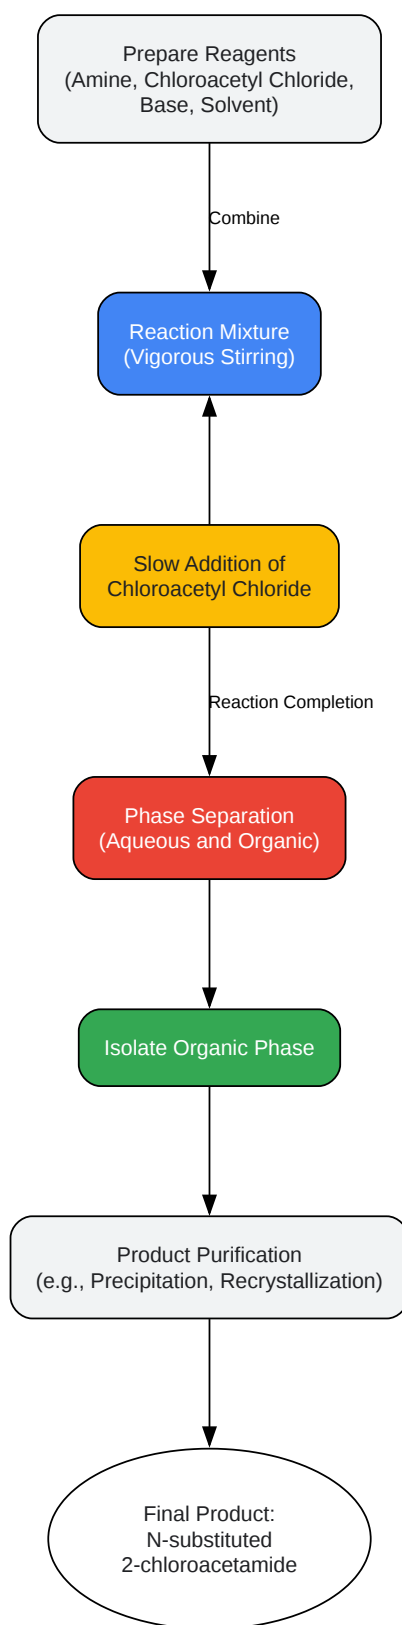 Prepare Reagents
(Amine, Chloroacetyl Chloride,
Base, Solvent)
Combine
Reaction Mixture
(Vigorous Stirring)
Slow Addition of
Chloroacetyl Chloride
Reaction Completion
Phase Separation
(Aqueous and Organic)
Isolate Organic Phase
Product Purification
(e.g., Precipitation, Recrystallization)
Final Product:
N-substituted
2-chloroacetamide